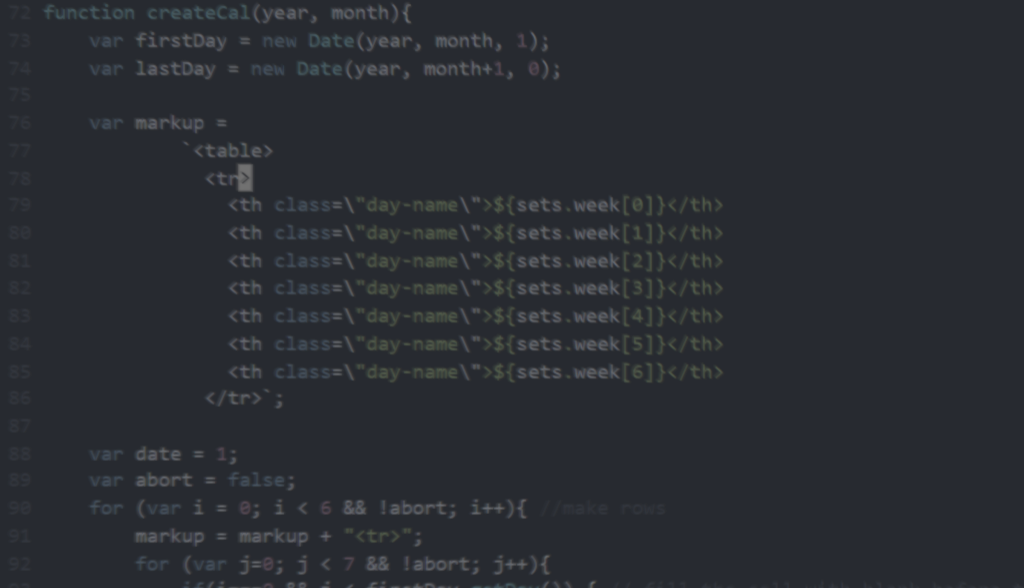 72 function createCal(year, month){
73 var firstDay = new Date(year, month, 1);
74 var lastDay = new Date(year, month+1, 0);
75
76 var markup =
77 `<table>
78 <tr>
79 <th class=\"day-name\">${sets.week[0]}</th>
80 <th class=\"day-name\">${sets.week[1]}</th>
81 <th class=\"day-name\">${sets.week[2]}</th>
82 <th class=\"day-name\">${sets.week[3]}</th>
83 <th class=\"day-name\">${sets.week[4]}</th>
84 <th class=\"day-name\">${sets.week[5]}</th>
85 <th class=\"day-name\">${sets.week[6]}</th>
86 </tr>`;
87
88 var date = 1;
89 var abort = false;
90 for (var i = 0; i < 6 && !abort; i++){ //make rows
91 markup = markup + "<tr>";
92 for (var j=0; j < 7 && !abort; j++){